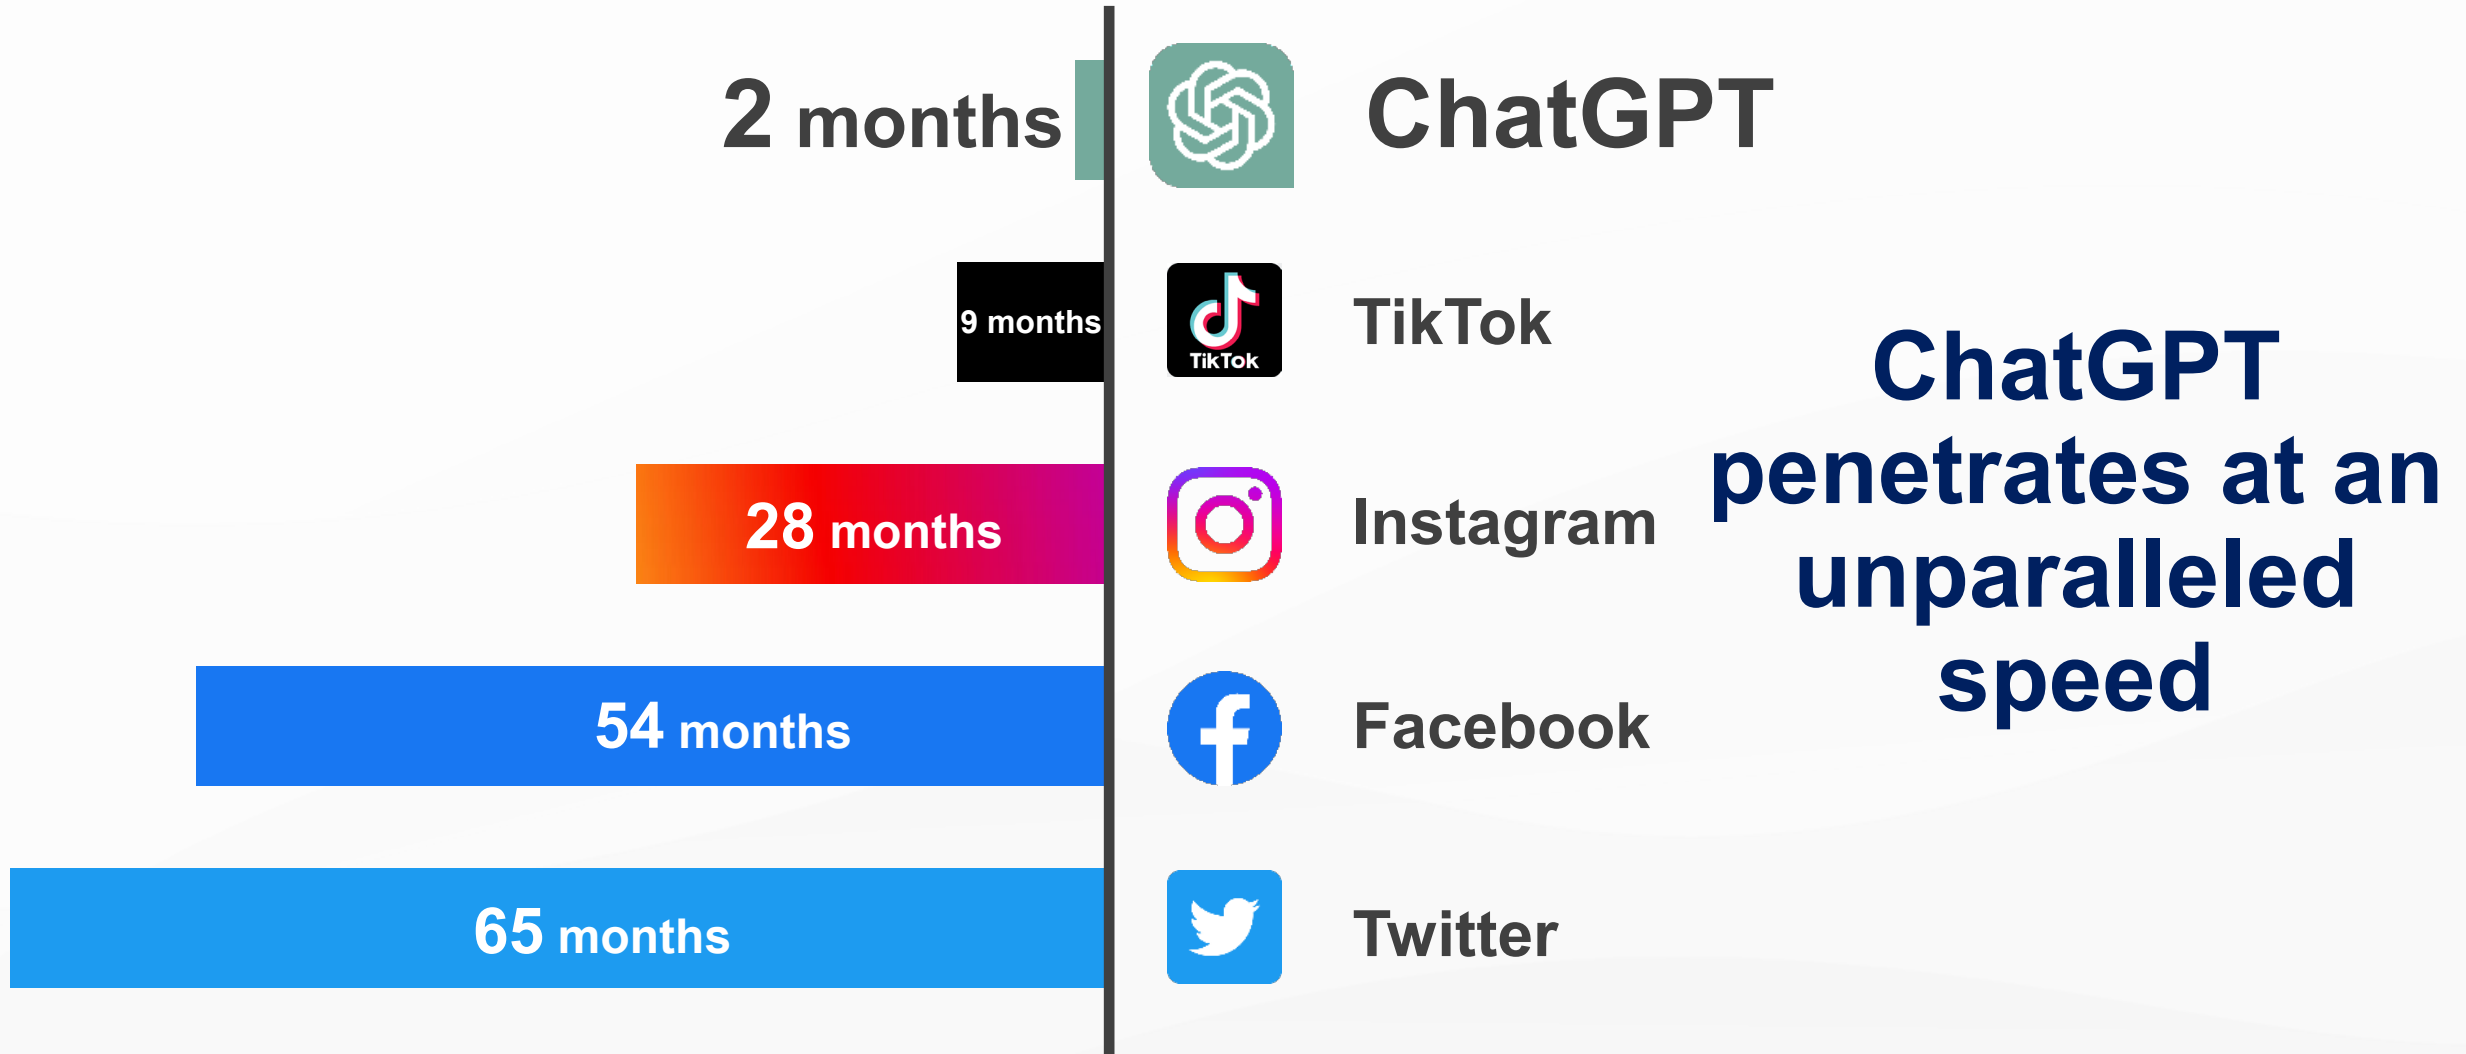 2 months ChatGPT
9 months TikTok TikTok
28 months Instagram
54 months Facebook
65 months Twitter
ChatGPT
penetrates at an
unparalleled
speed